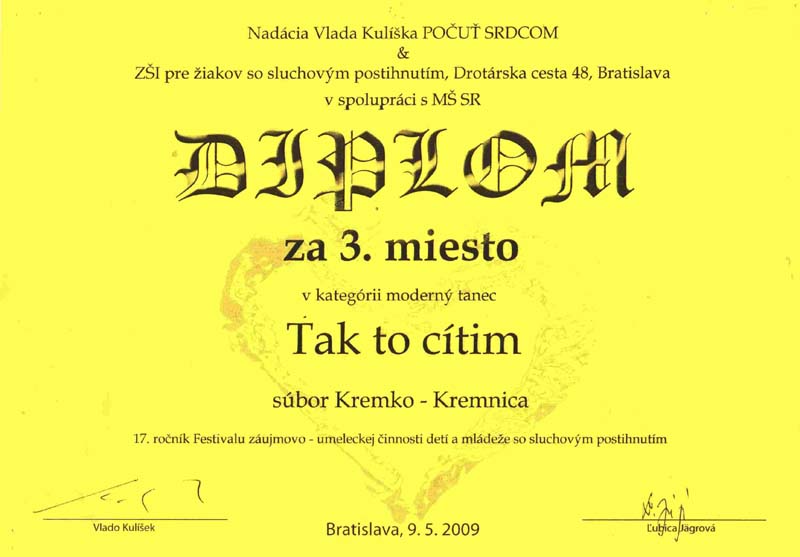 Nadácia Vlada Kulíška POČUŤ SRDCOM
&
ZŠI pre žiakov so sluchovým postihnutím, Drotárska cesta 48, Bratislava
v spolupráci s MŠ SR
DIPLOM
za 3. miesto
v kategórii moderný tanec
Tak to cítim
súbor Kremko - Kremnica
17. ročník Festivalu záujmovo - umeleckej činnosti detí a mládeže so sluchovým postihnutím
Vlado Kulíšek
Bratislava, 9. 5. 2009
Ľubica Jágrová